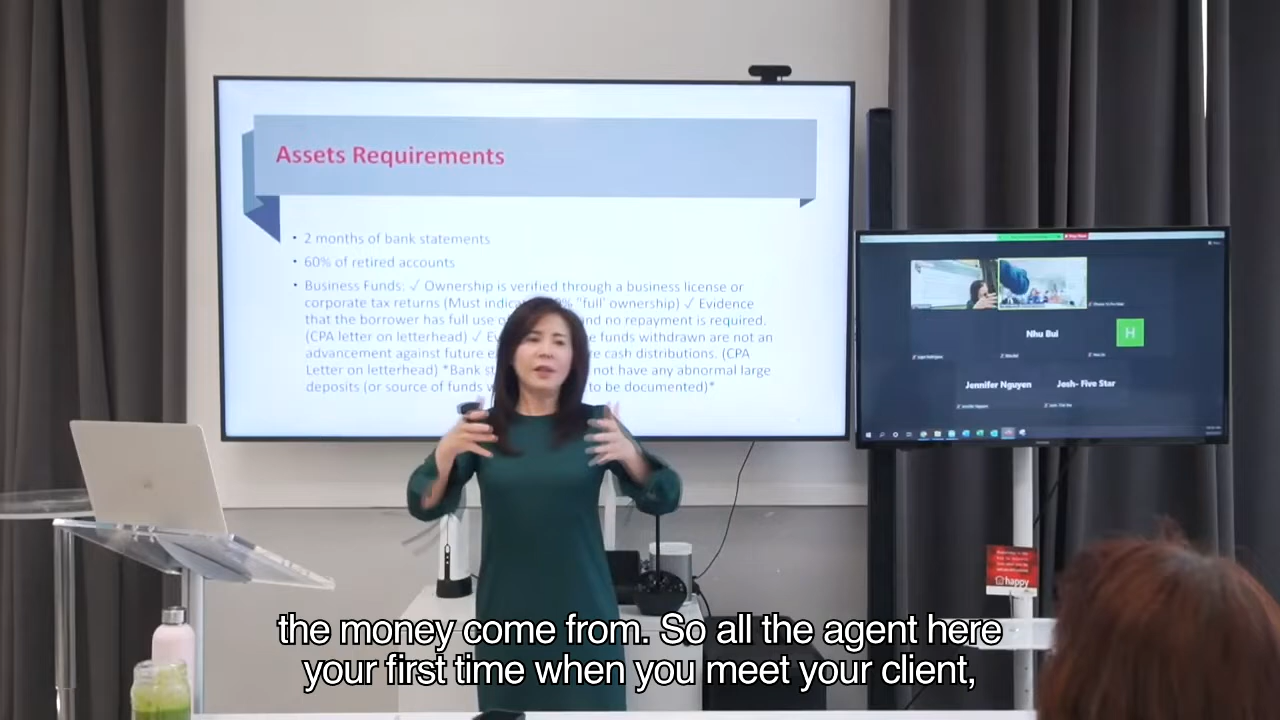 Assets Requirements
• 2 months of bank statements
• 60% of retired accounts
• Business Funds: ✓ Ownership is verified through a business license or
corporate tax returns (Must % "full' ownership) ✓ Evidence
that the borrower has full use and no repayment is required.
(CPA letter on letterhead) ✓ funds withdrawn are not an
advancement against future cash distributions. (CPA
Letter on letterhead) *Bank not have any abnormal large
deposits (or source of funds to be documented)*
Nhu Bui
H
Jennifer Nguyen
Josh- Five Star
happy
the money come from. So all the agent here
your first time when you meet your client,